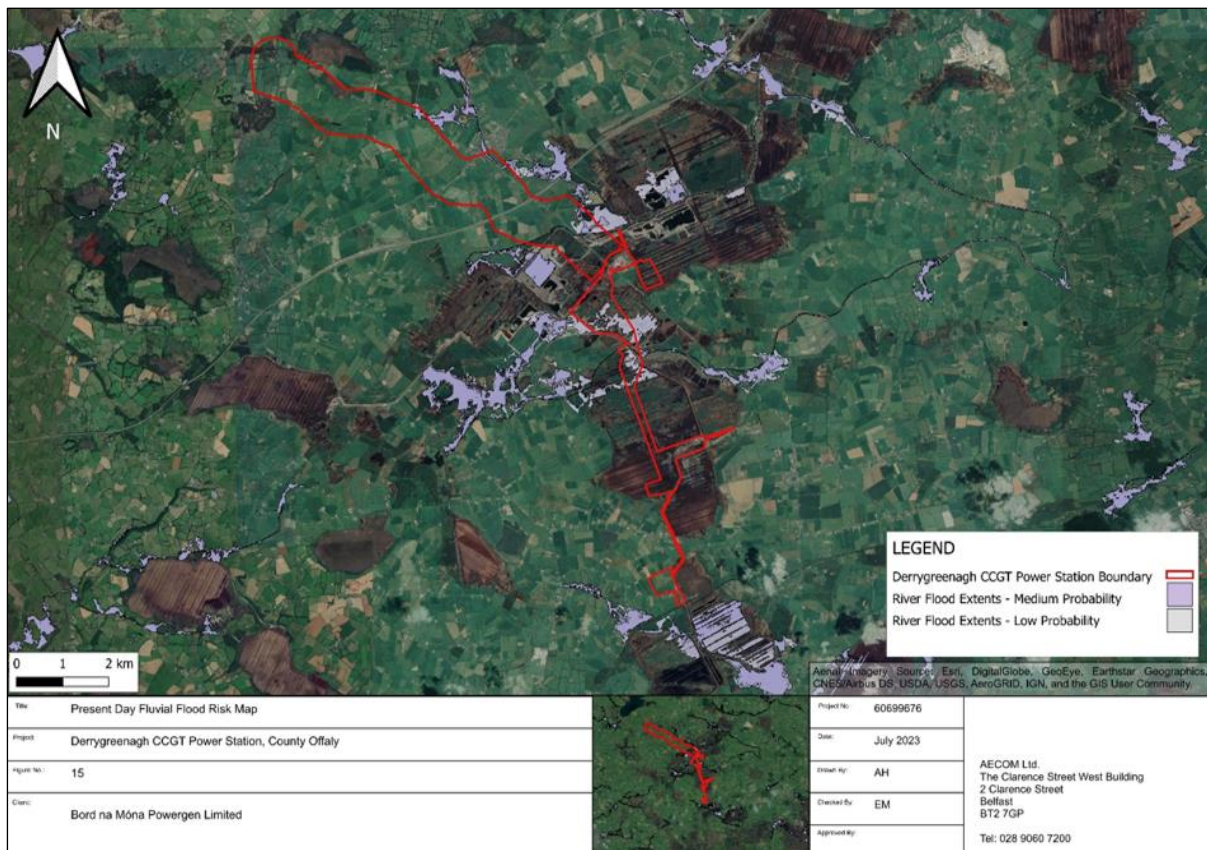 N
LEGEND
Derrygreenagh CCGT Power Station Boundary
River Flood Extents - Medium Probability
River Flood Extents - Low Probability
0 1 2 km
Aerial Imagery Source: Esri, DigitalGlobe, GeoEye, Earthstar Geographics,
CNES/Airbus DS, USDA, USGS, AeroGRID, IGN, and the GIS User Community.
Title: Present Day Fluvial Flood Risk Map
Project: Derrygreenagh CCGT Power Station, County Offaly
Figure No.: 15
Client: Bord na Móna Powergen Limited
Project No: 60699676
Date: July 2023
Drawn By: AH
Checked By: EM
Approved By:
AECOM Ltd.
The Clarence Street West Building
2 Clarence Street
Belfast
BT2 7GP
Tel: 028 9060 7200